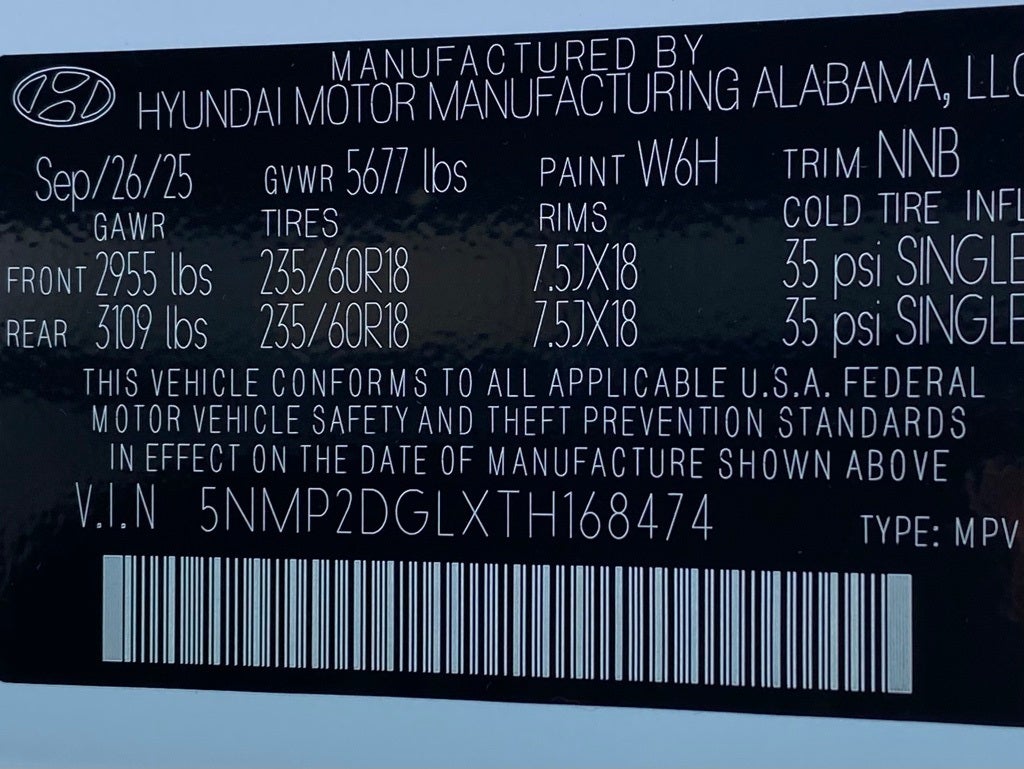 MANUFACTURED BY
HYUNDAI MOTOR MANUFACTURING ALABAMA, LLC
Sep/26/25 GVWR 5677 lbs PAINT W6H TRIM NNB
GAWR TIRES RIMS COLD TIRE INFL
FRONT 2955 lbs 235/60R18 7.5JX18 35 psi SINGLE
REAR 3109 lbs 235/60R18 7.5JX18 35 psi SINGLE
THIS VEHICLE CONFORMS TO ALL APPLICABLE U.S.A. FEDERAL
MOTOR VEHICLE SAFETY AND THEFT PREVENTION STANDARDS
IN EFFECT ON THE DATE OF MANUFACTURE SHOWN ABOVE
V.I.N 5NMP2DGLXTH168474 TYPE: MPV